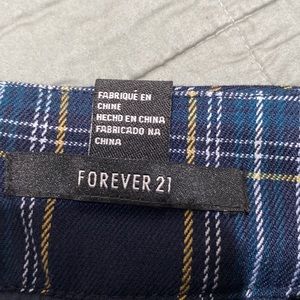 FABRIQUÉ EN
CHINE
HECHO EN CHINA
FABRICADO NA
CHINA
FOREVER 21